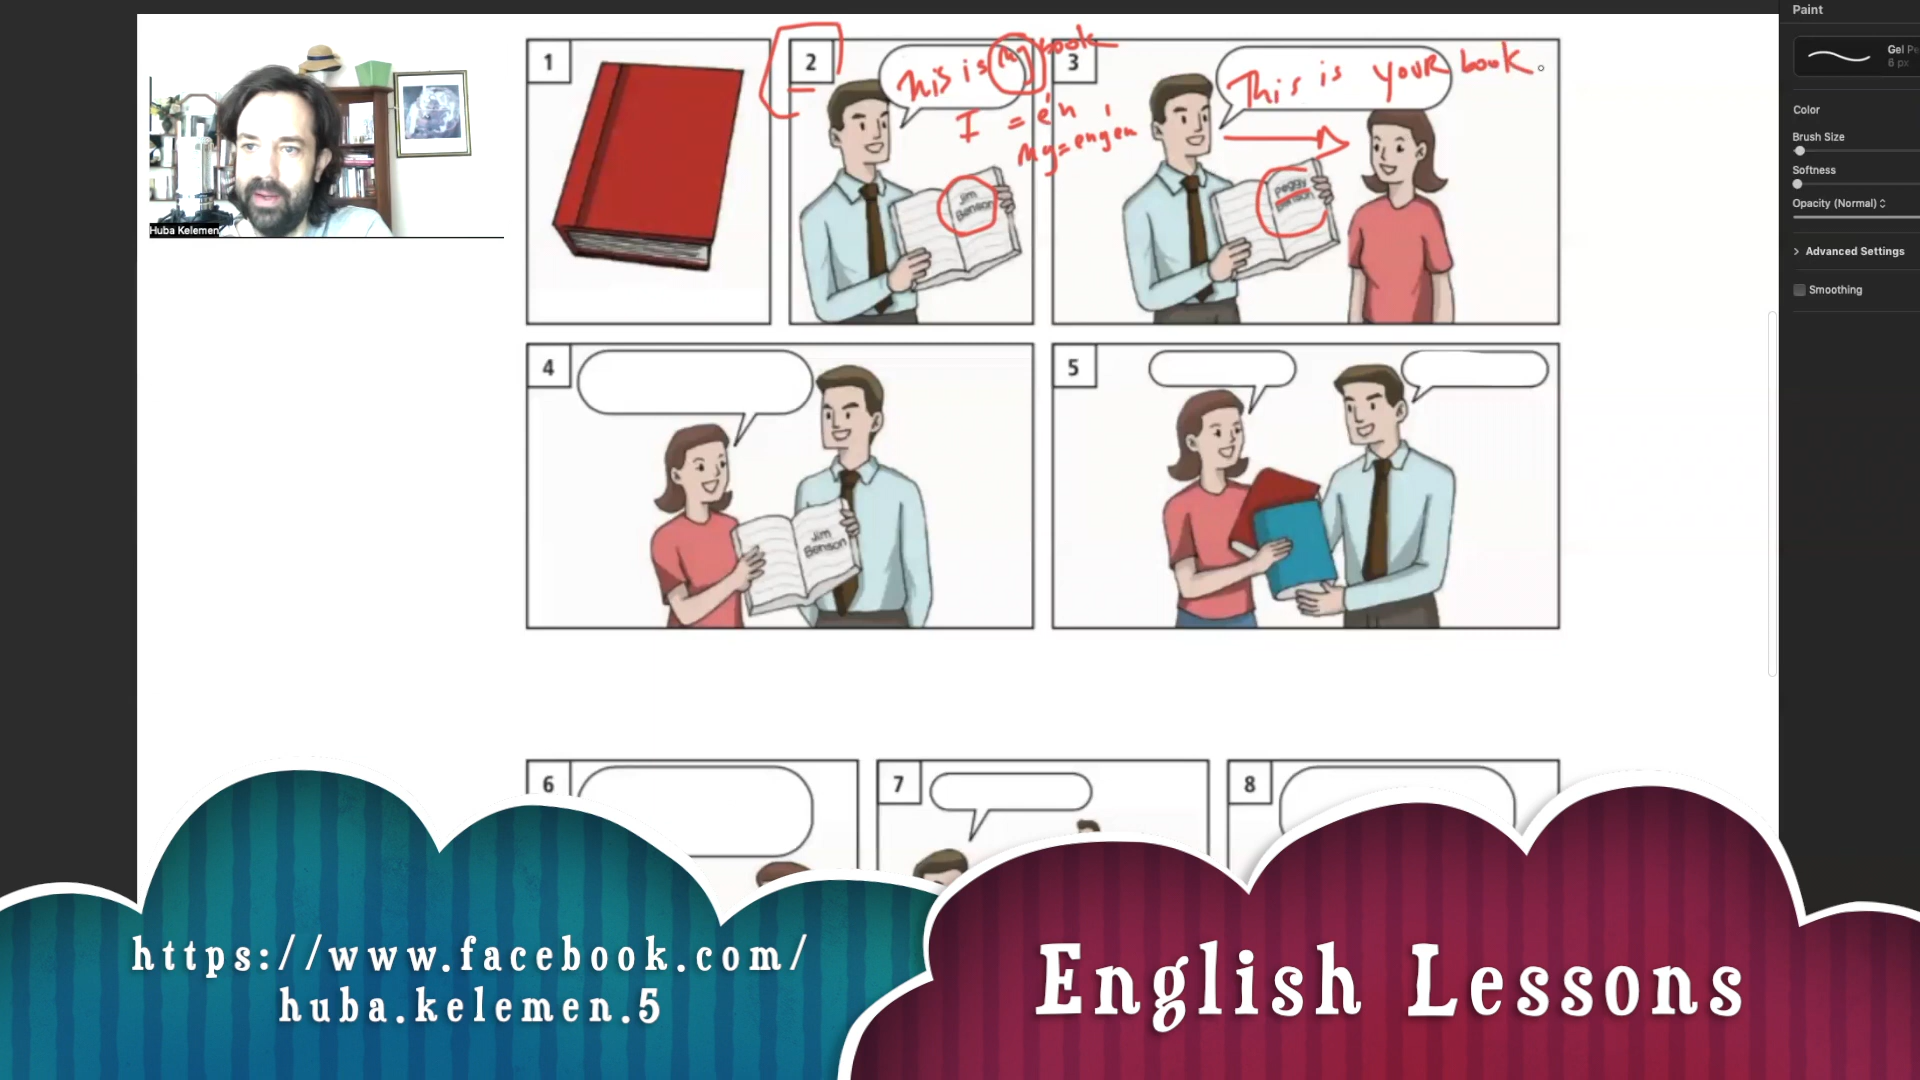 Paint
Gel Pe
6 px
Color
Brush Size
Softness
Opacity (Normal)
Advanced Settings
Smoothing
Huba Kelemen
1
2
This is my book
I = én
my = engén
Jim
Benson
3
This is your book
Peggy
Benson
4
Jim
Benson
5
6
7
8
https://www.facebook.com/
huba.kelemen.5
English Lessons